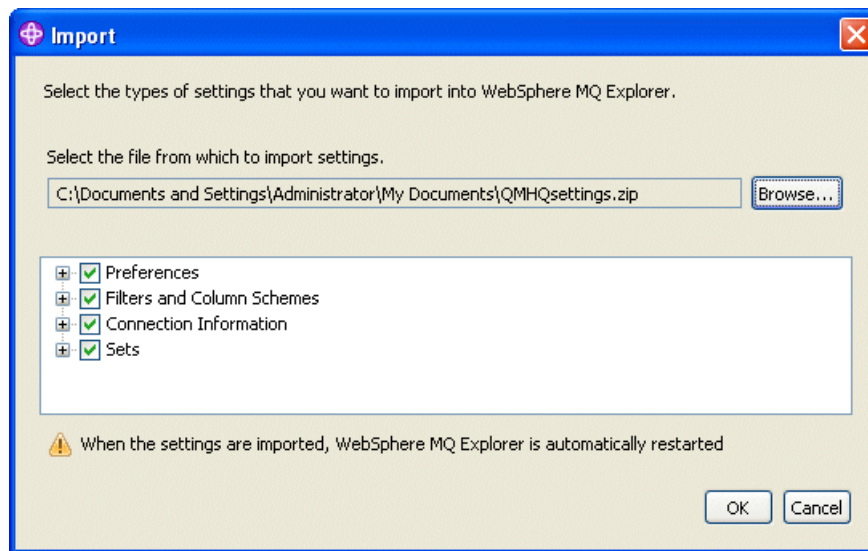 Import
Select the types of settings that you want to import into WebSphere MQ Explorer.
Select the file from which to import settings.
C:\Documents and Settings\Administrator\My Documents\QMHQsettings.zip Browse...
Preferences
Filters and Column Schemes
Connection Information
Sets
When the settings are imported, WebSphere MQ Explorer is automatically restarted
OK Cancel